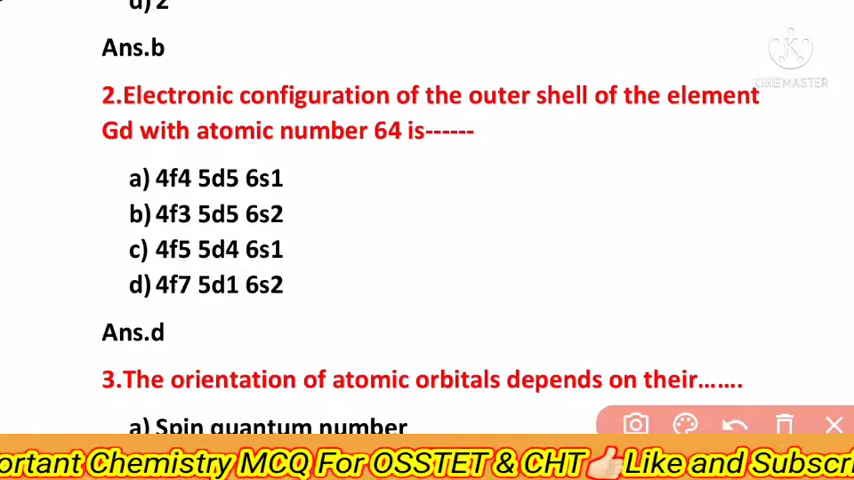 d) 2
Ans.b
KINEMASTER
2.Electronic configuration of the outer shell of the element
Gd with atomic number 64 is------
a) 4f4 5d5 6s1
b) 4f3 5d5 6s2
c) 4f5 5d4 6s1
d) 4f7 5d1 6s2
Ans.d
3.The orientation of atomic orbitals depends on their.......
a) Spin quantum number
ortant Chemistry MCQ For OSSTET & CHT👍Like and Subscri